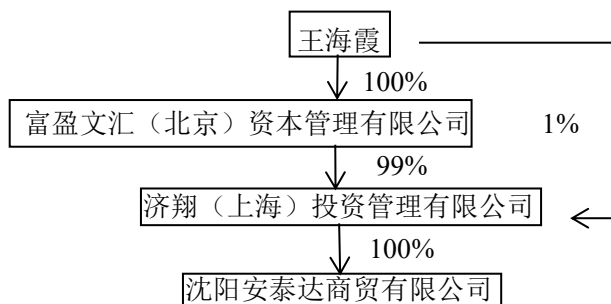 王海霞
100%
富盈文汇（北京）资本管理有限公司
1%
99%
济翔（上海）投资管理有限公司
100%
沈阳安泰达商贸有限公司